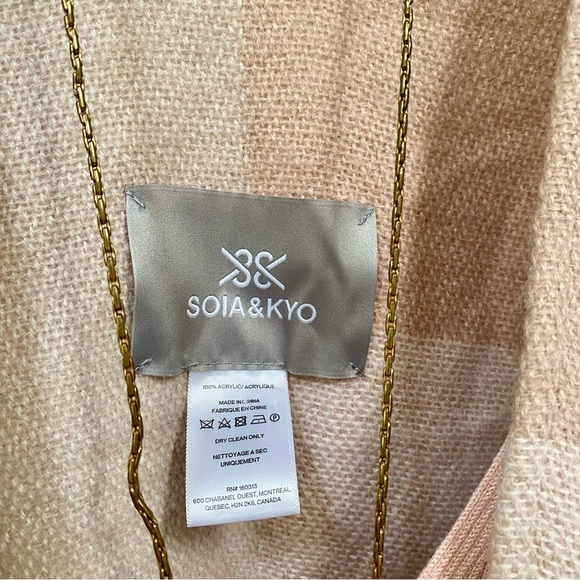 SOIA&KYO
100% ACRYLIC/ ACRYLIQUE
MADE IN CHINA
FABRIQUE EN CHINE
DRY CLEAN ONLY
NETTOYAGE A SEC
UNIQUEMENT
RN# 160313
600 CHABANEL OUEST, MONTREAL,
QUEBEC, H2N 2K6, CANADA